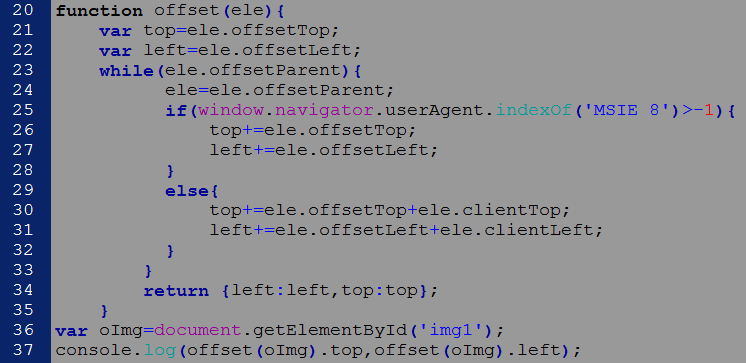 20 function offset(ele){
21     var top=ele.offsetTop;
22     var left=ele.offsetLeft;
23     while(ele.offsetParent){
24           ele=ele.offsetParent;
25           if(window.navigator.userAgent.indexOf('MSIE 8')>-1){
26               top+=ele.offsetTop;
27               left+=ele.offsetLeft;
28           }
29           else{
30               top+=ele.offsetTop+ele.clientTop;
31               left+=ele.offsetLeft+ele.clientLeft;
32           }
33         }
34         return {left:left,top:top};
35     }
36 var oImg=document.getElementById('img1');
37 console.log(offset(oImg).top,offset(oImg).left);